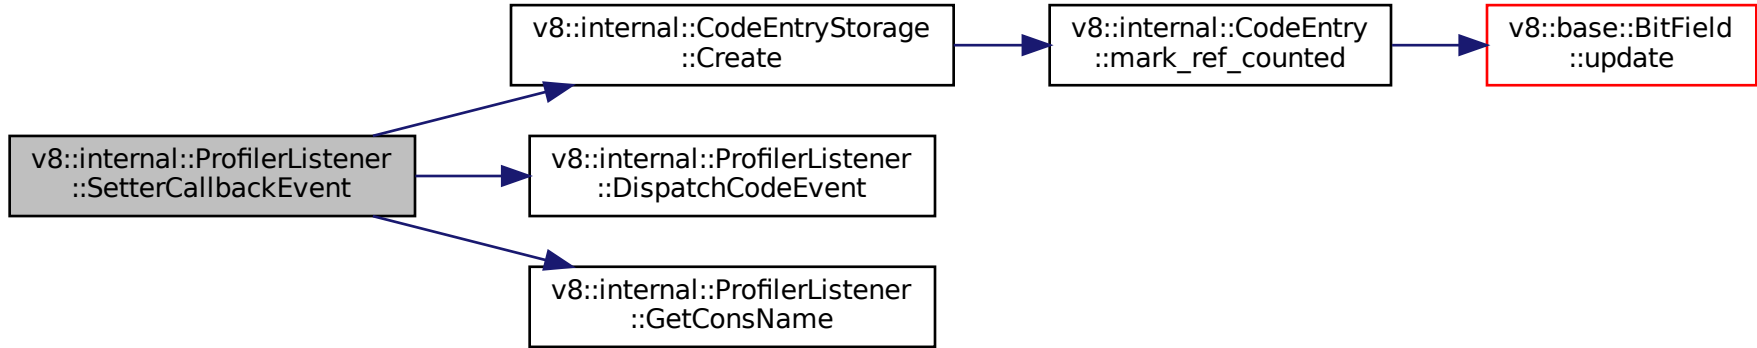 v8::internal::ProfilerListener
::SetterCallbackEvent
v8::internal::CodeEntryStorage
::Create
v8::internal::CodeEntry
::mark_ref_counted
v8::base::BitField
::update
v8::internal::ProfilerListener
::DispatchCodeEvent
v8::internal::ProfilerListener
::GetConsName